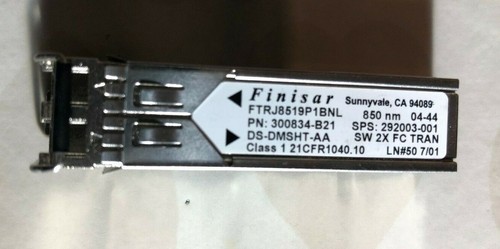 Finisar Sunnyvale, CA 94089
FTRJ8519P1BNL 850 nm 04-44
PN: 300834-B21 SPS: 292003-001
DS-DMSHT-AA SW 2X FC TRAN
Class 1 21CFR1040.10 LN#50 7/01